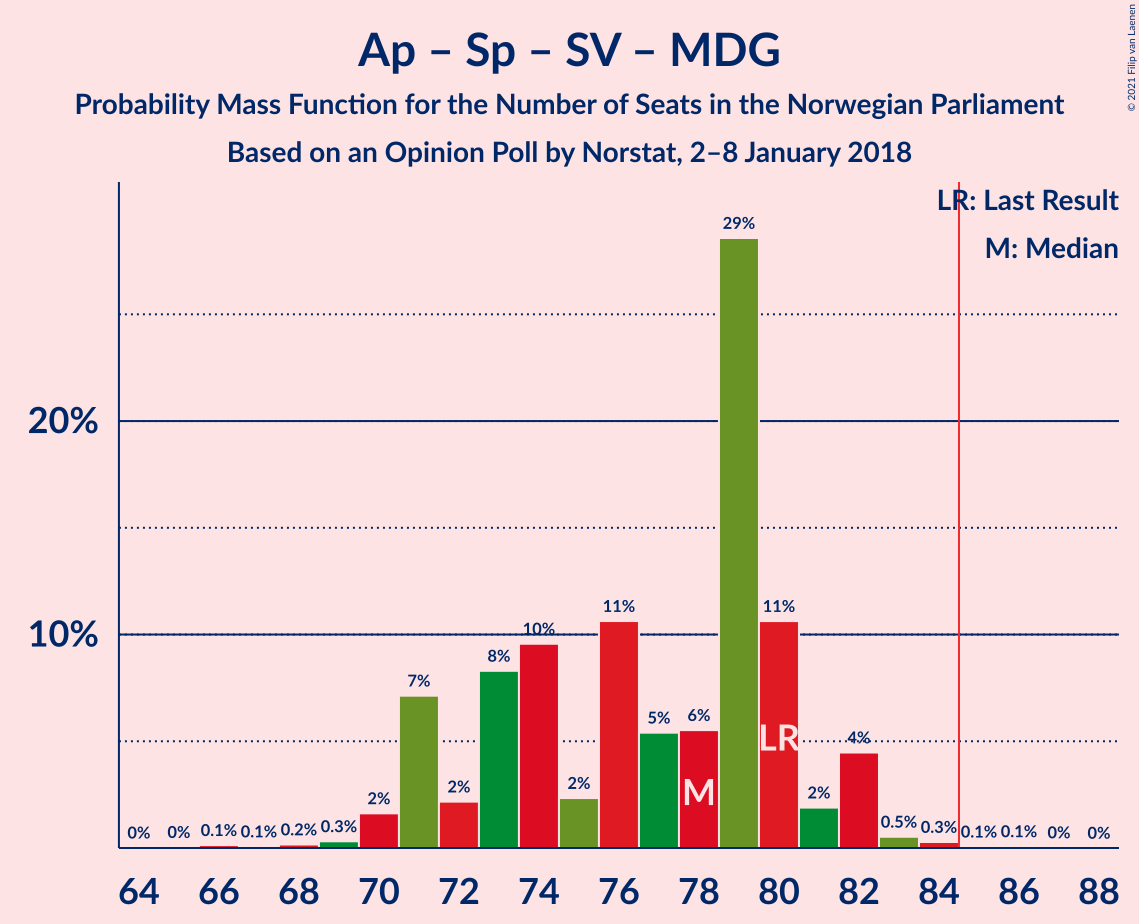 Ap – Sp – SV – MDG
Probability Mass Function for the Number of Seats in the Norwegian Parliament
Based on an Opinion Poll by Norstat, 2–8 January 2018
© 2021 Filip van Laenen
LR: Last Result
M: Median
20%
10%
0% 0% 0.1% 0.1% 0.2% 0.3% 2% 7% 2% 8% 10% 2% 11% 5% 6% 29% 11% 2% 4% 0.5% 0.3% 0.1% 0.1% 0% 0%
LR
M
64 66 68 70 72 74 76 78 80 82 84 86 88